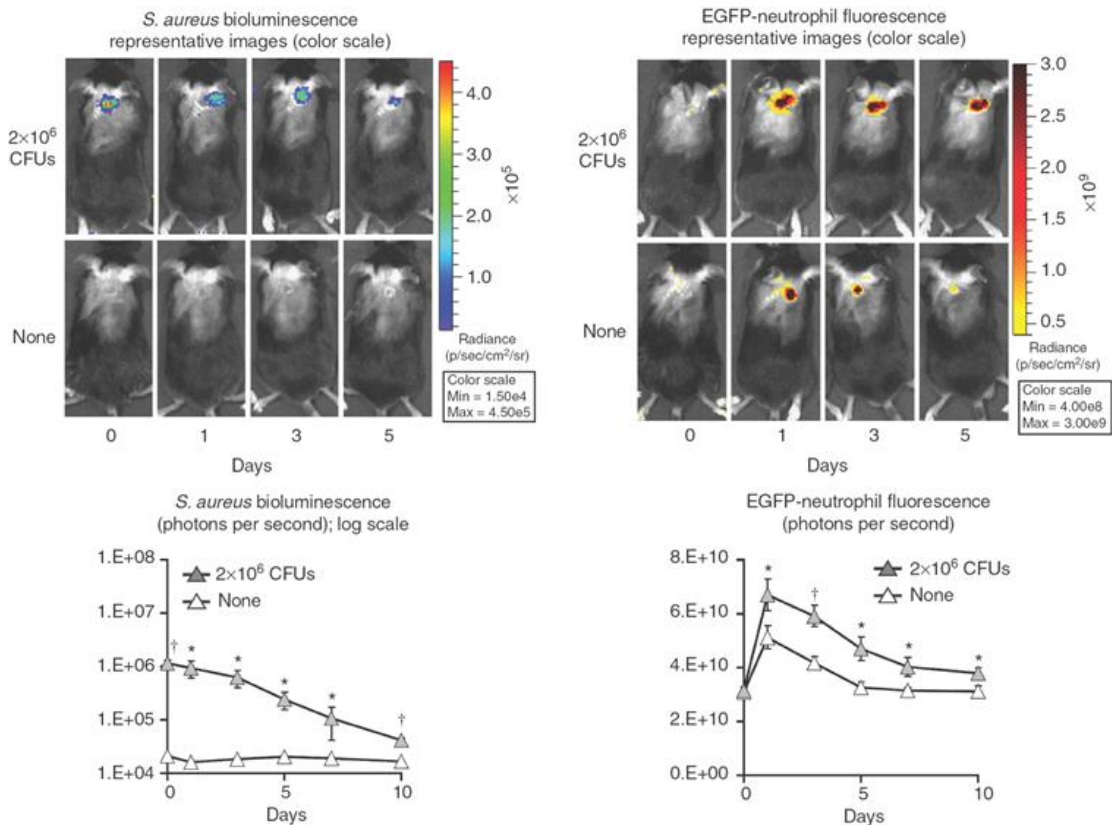 S. aureus bioluminescence
representative images (color scale)
2×10⁶
CFUs
None
0 1 3 5
Days
4.0
3.0
2.0
1.0
×10⁵
Radiance
(p/sec/cm²/sr)
Color scale
Min = 1.50e4
Max = 4.50e5
EGFP-neutrophil fluorescence
representative images (color scale)
2×10⁶
CFUs
None
0 1 3 5
Days
3.0
2.5
2.0
1.5
1.0
0.5
×10⁹
Radiance
(p/sec/cm²/sr)
Color scale
Min = 4.00e8
Max = 3.00e9
S. aureus bioluminescence
(photons per second); log scale
1.E+08
1.E+07
1.E+06
1.E+05
1.E+04
2×10⁶ CFUs
None
† * * * * †
0 5 10
Days
EGFP-neutrophil fluorescence
(photons per second)
8.E+10
6.E+10
4.E+10
2.E+10
0.E+00
2×10⁶ CFUs
None
* † * * *
0 5 10
Days